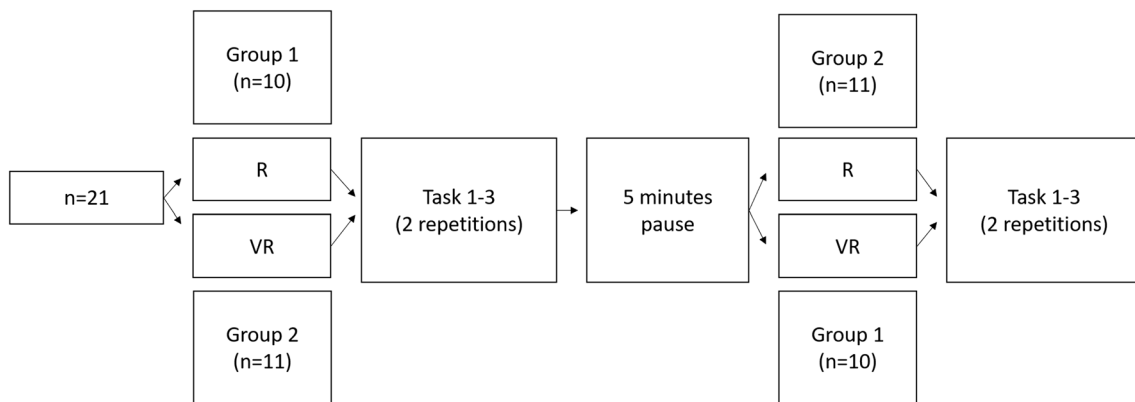 n=21
Group 1
(n=10)
R
VR
Group 2
(n=11)
Task 1-3
(2 repetitions)
5 minutes
pause
Group 2
(n=11)
R
VR
Group 1
(n=10)
Task 1-3
(2 repetitions)